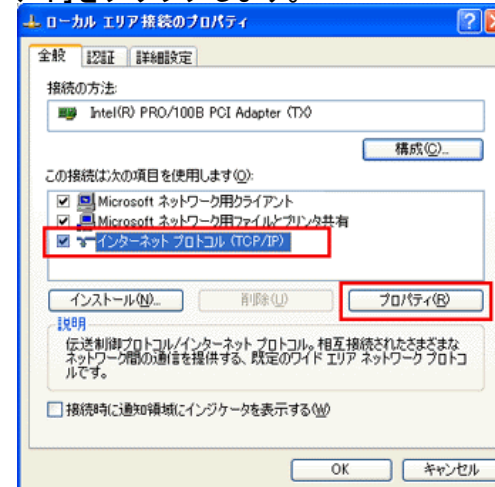 ローカル エリア接続のプロパティ
全般 認証 詳細設定
接続の方法:
Intel(R) PRO/100B PCI Adapter (TX)
構成(C)...
この接続は次の項目を使用します(O):
Microsoft ネットワーク用クライアント
Microsoft ネットワーク用ファイルとプリンタ共有
インターネット プロトコル (TCP/IP)
インストール(N)... 削除(U) プロパティ(R)
説明
伝送制御プロトコル/インターネット プロトコル。相互接続されたさまざまな
ネットワーク間の通信を提供する、既定のワイド エリア ネットワーク プロトコ
ルです。
接続時に通知領域にインジケータを表示する(W)
OK キャンセル